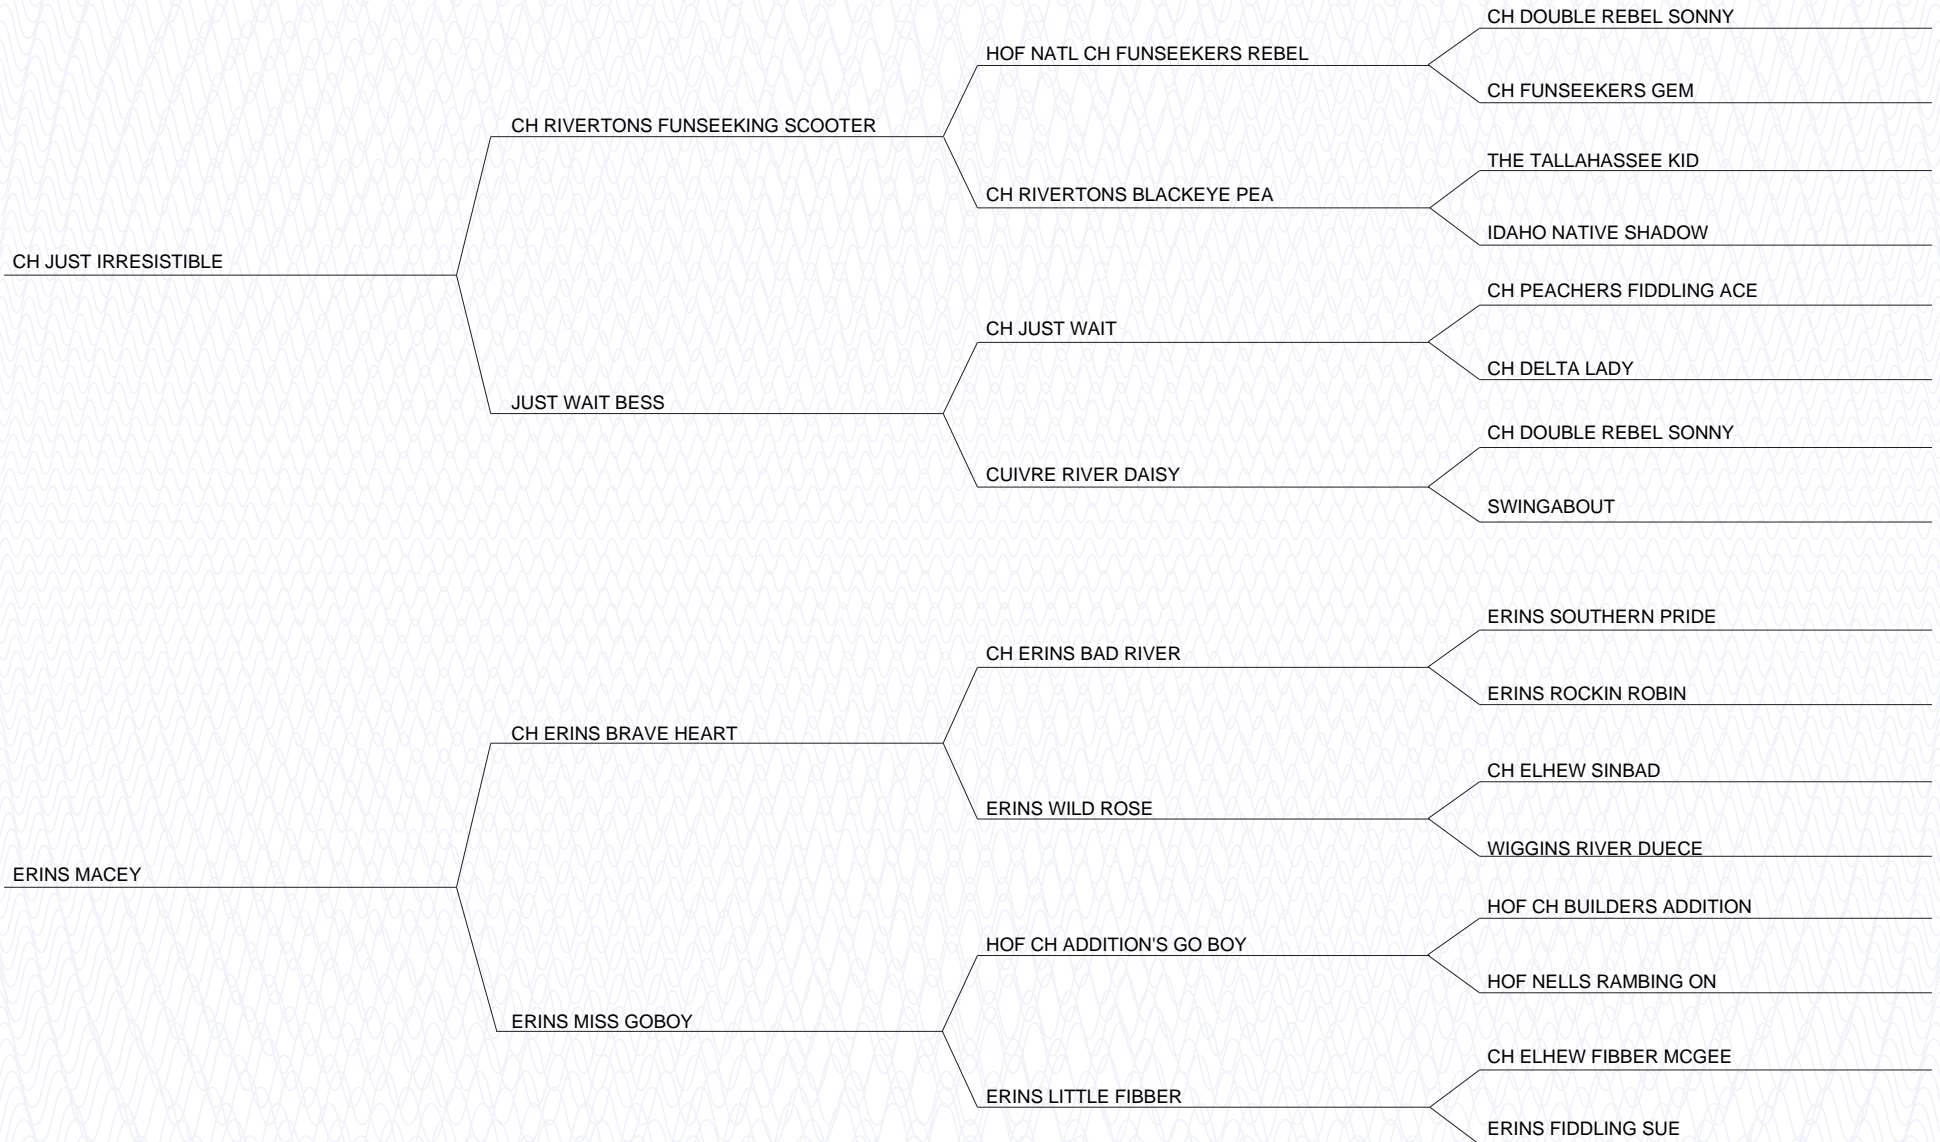 CH DOUBLE REBEL SONNY
HOF NATL CH FUNSEEKERS REBEL
CH FUNSEEKERS GEM
CH RIVERTONS FUNSEEKING SCOOTER
THE TALLAHASSEE KID
CH RIVERTONS BLACKEYE PEA
IDAHO NATIVE SHADOW
CH JUST IRRESISTIBLE
CH PEACHERS FIDDLING ACE
CH JUST WAIT
CH DELTA LADY
JUST WAIT BESS
CH DOUBLE REBEL SONNY
CUIVRE RIVER DAISY
SWINGABOUT
ERINS SOUTHERN PRIDE
CH ERINS BAD RIVER
ERINS ROCKIN ROBIN
CH ERINS BRAVE HEART
CH ELHEW SINBAD
ERINS WILD ROSE
WIGGINS RIVER DUECE
ERINS MACEY
HOF CH BUILDERS ADDITION
HOF CH ADDITION'S GO BOY
HOF NELLS RAMBING ON
ERINS MISS GOBOY
CH ELHEW FIBBER MCGEE
ERINS LITTLE FIBBER
ERINS FIDDLING SUE